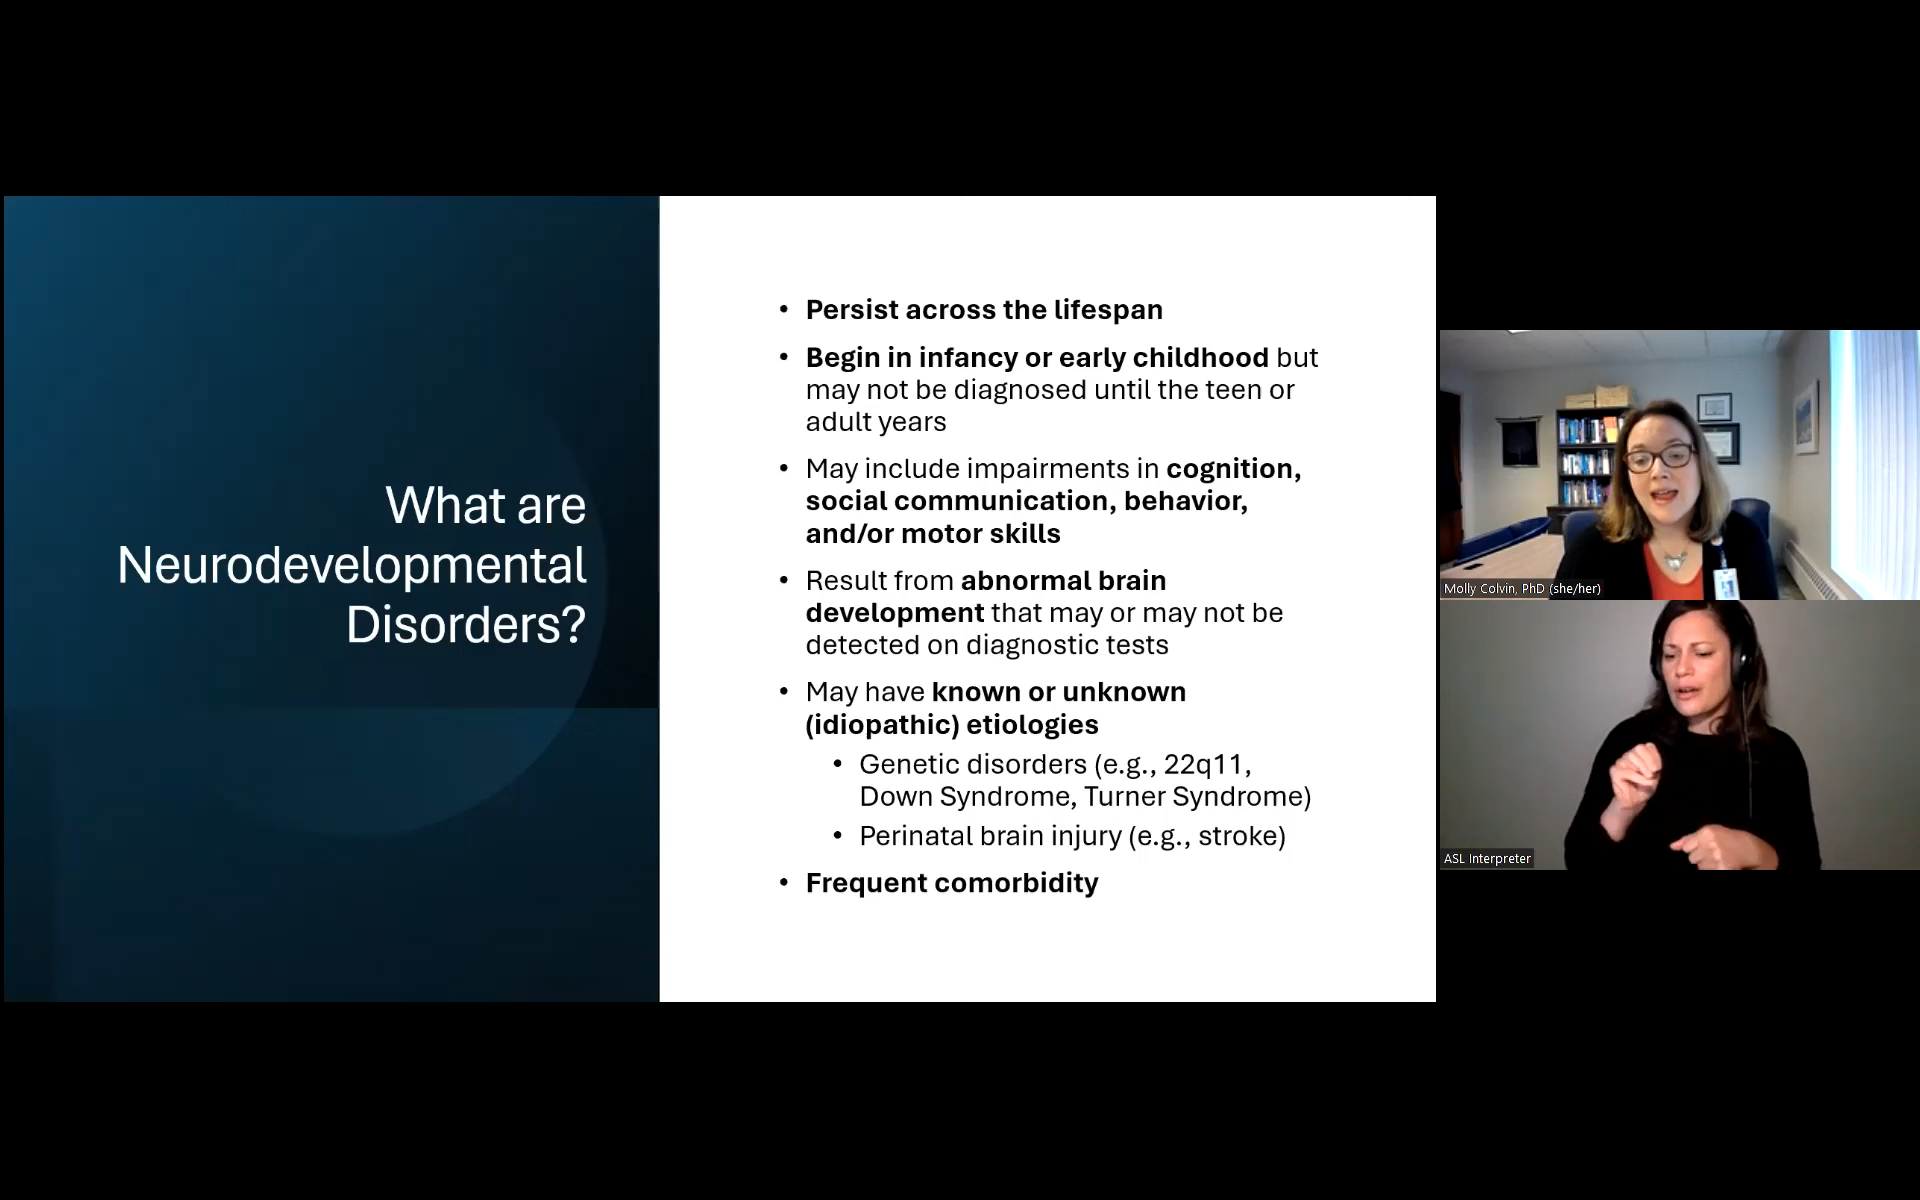 What are
Neurodevelopmental
Disorders?
• Persist across the lifespan
• Begin in infancy or early childhood but
may not be diagnosed until the teen or
adult years
• May include impairments in cognition,
social communication, behavior,
and/or motor skills
• Result from abnormal brain
development that may or may not be
detected on diagnostic tests
• May have known or unknown
(idiopathic) etiologies
• Genetic disorders (e.g., 22q11,
Down Syndrome, Turner Syndrome)
• Perinatal brain injury (e.g., stroke)
• Frequent comorbidity
Molly Colvin, PhD (she/her)
ASL Interpreter